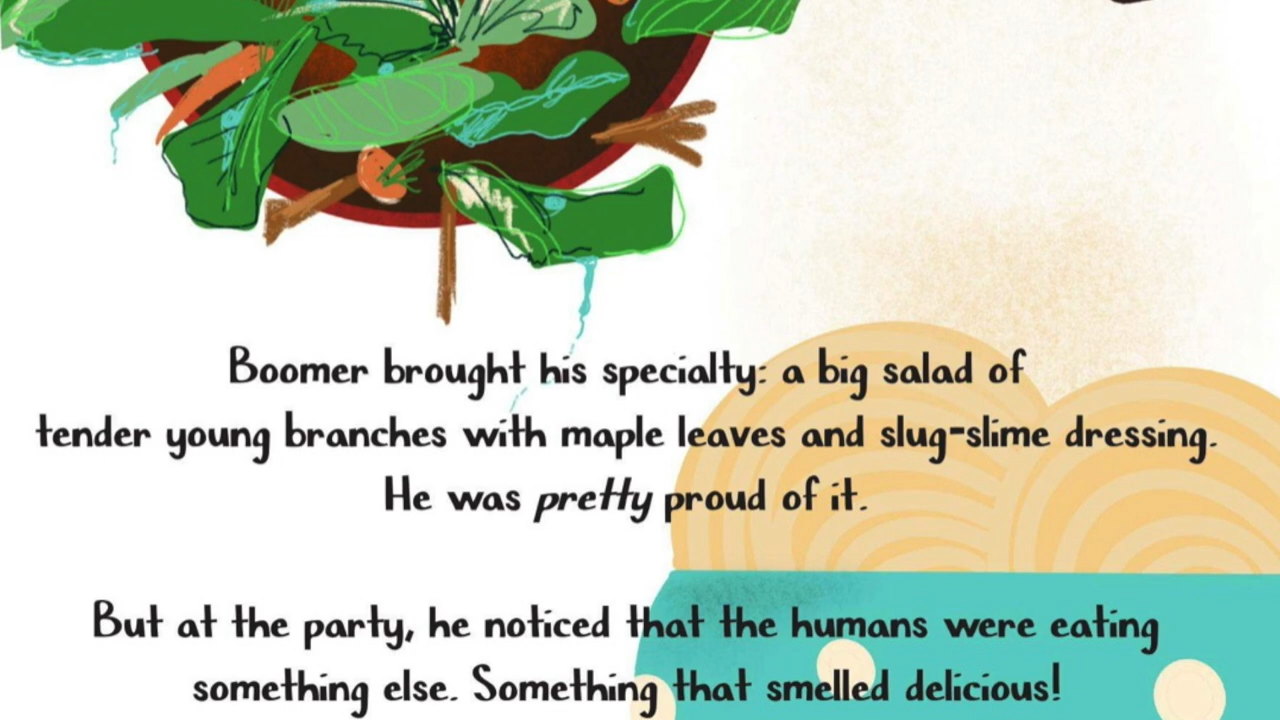 Boomer brought his specialty: a big salad of
tender young branches with maple leaves and slug-slime dressing.
He was pretty proud of it.
But at the party, he noticed that the humans were eating
something else. Something that smelled delicious!